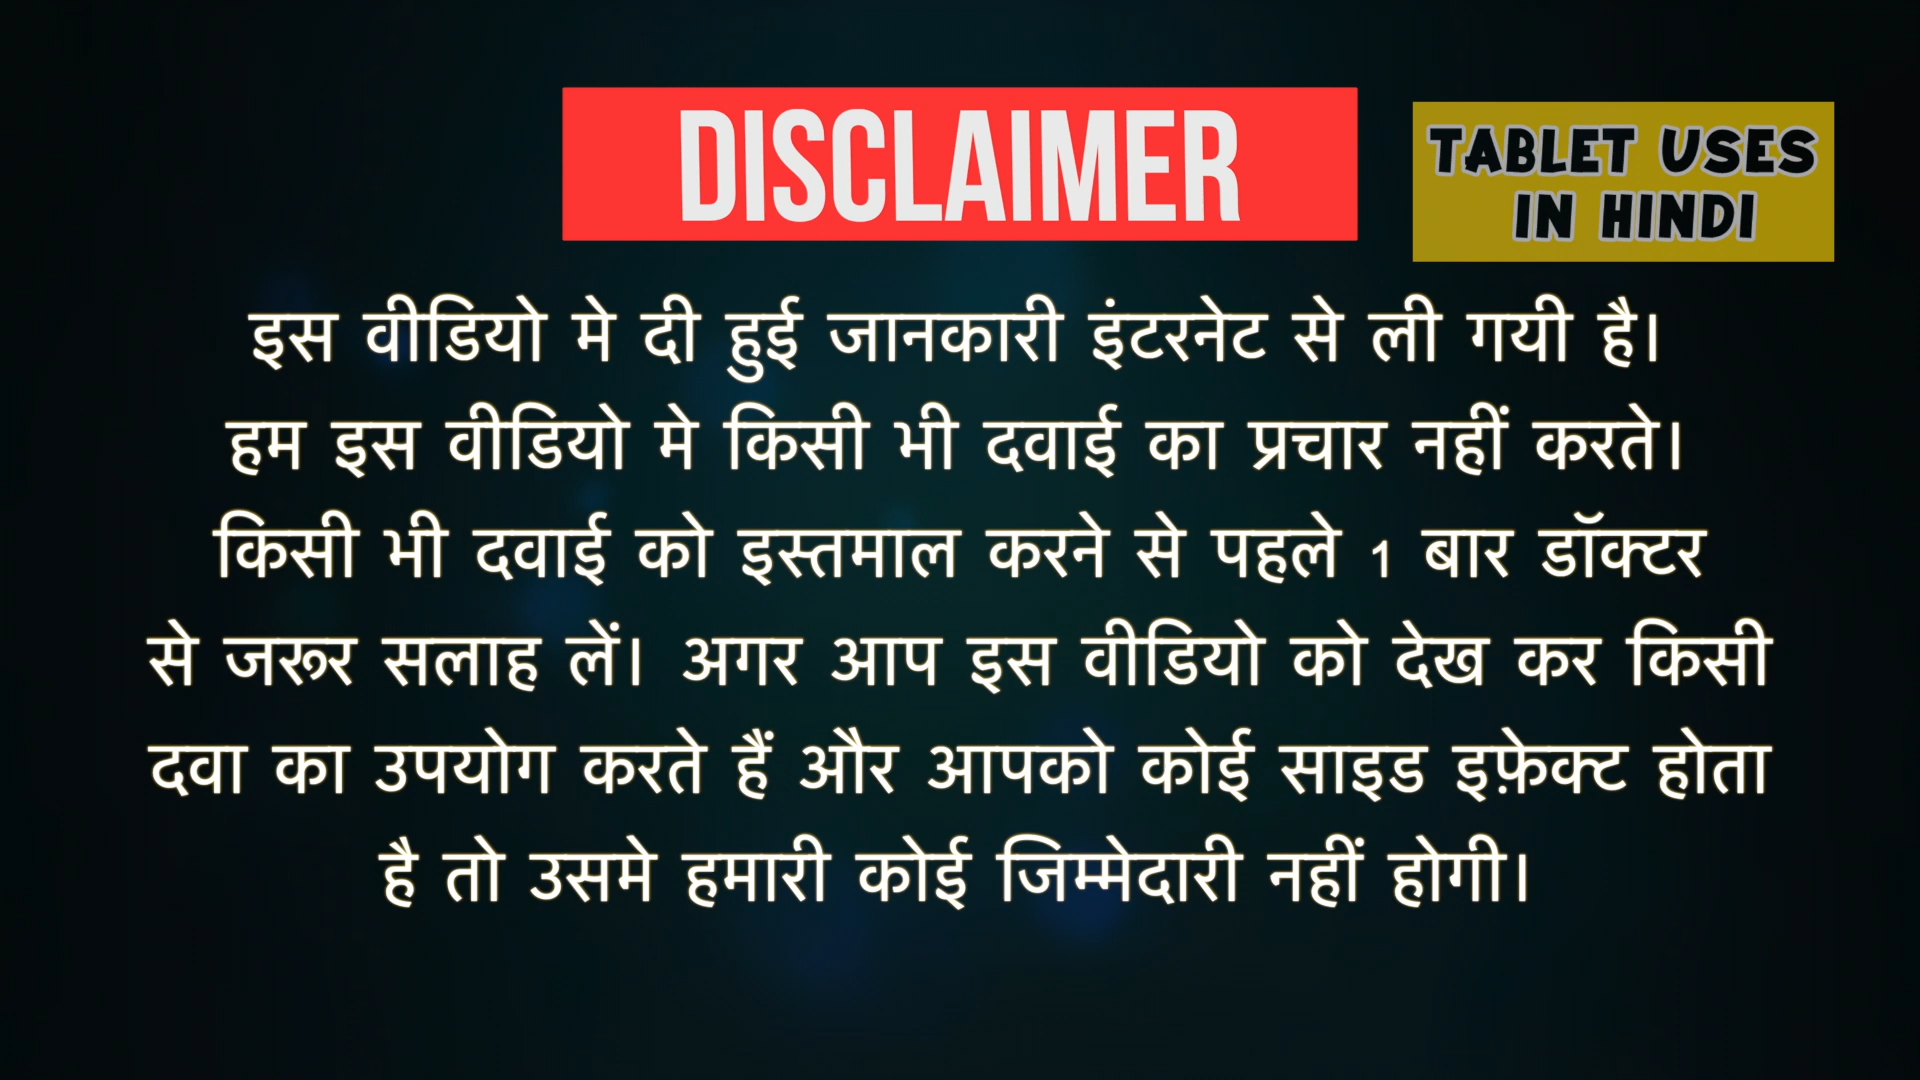 DISCLAIMER
TABLET USES
IN HINDI
इस वीडियो मे दी हुई जानकारी इंटरनेट से ली गयी है।
हम इस वीडियो मे किसी भी दवाई का प्रचार नहीं करते।
किसी भी दवाई को इस्तमाल करने से पहले 1 बार डॉक्टर
से जरूर सलाह लें। अगर आप इस वीडियो को देख कर किसी
दवा का उपयोग करते हैं और आपको कोई साइड इफ़ेक्ट होता
है तो उसमे हमारी कोई जिम्मेदारी नहीं होगी।